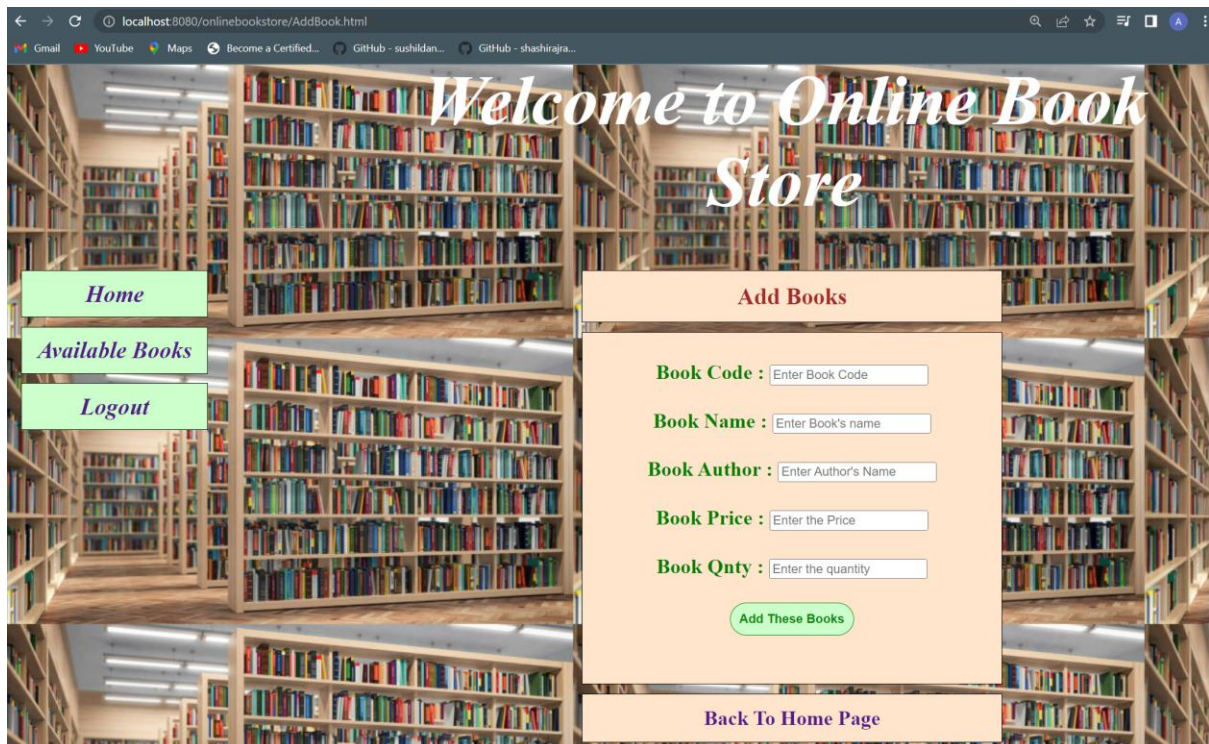 localhost:8080/onlinebookstore/AddBook.html
Gmail YouTube Maps Become a Certified... GitHub - sushildan... GitHub - shashirajra...
A
Welcome to Online Book
Store
Home
Available Books
Logout
Add Books
Book Code : Enter Book Code
Book Name : Enter Book's name
Book Author : Enter Author's Name
Book Price : Enter the Price
Book Qnty : Enter the quantity
Add These Books
Back To Home Page